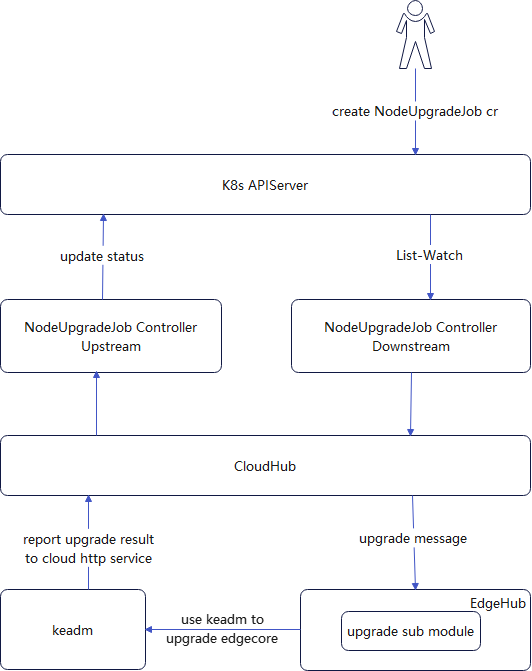 create NodeUpgradeJob cr
K8s APIServer
update status
List-Watch
NodeUpgradeJob Controller
Upstream
NodeUpgradeJob Controller
Downstream
CloudHub
report upgrade result
to cloud http service
upgrade message
keadm
use keadm to
upgrade edgecore
EdgeHub
upgrade sub module